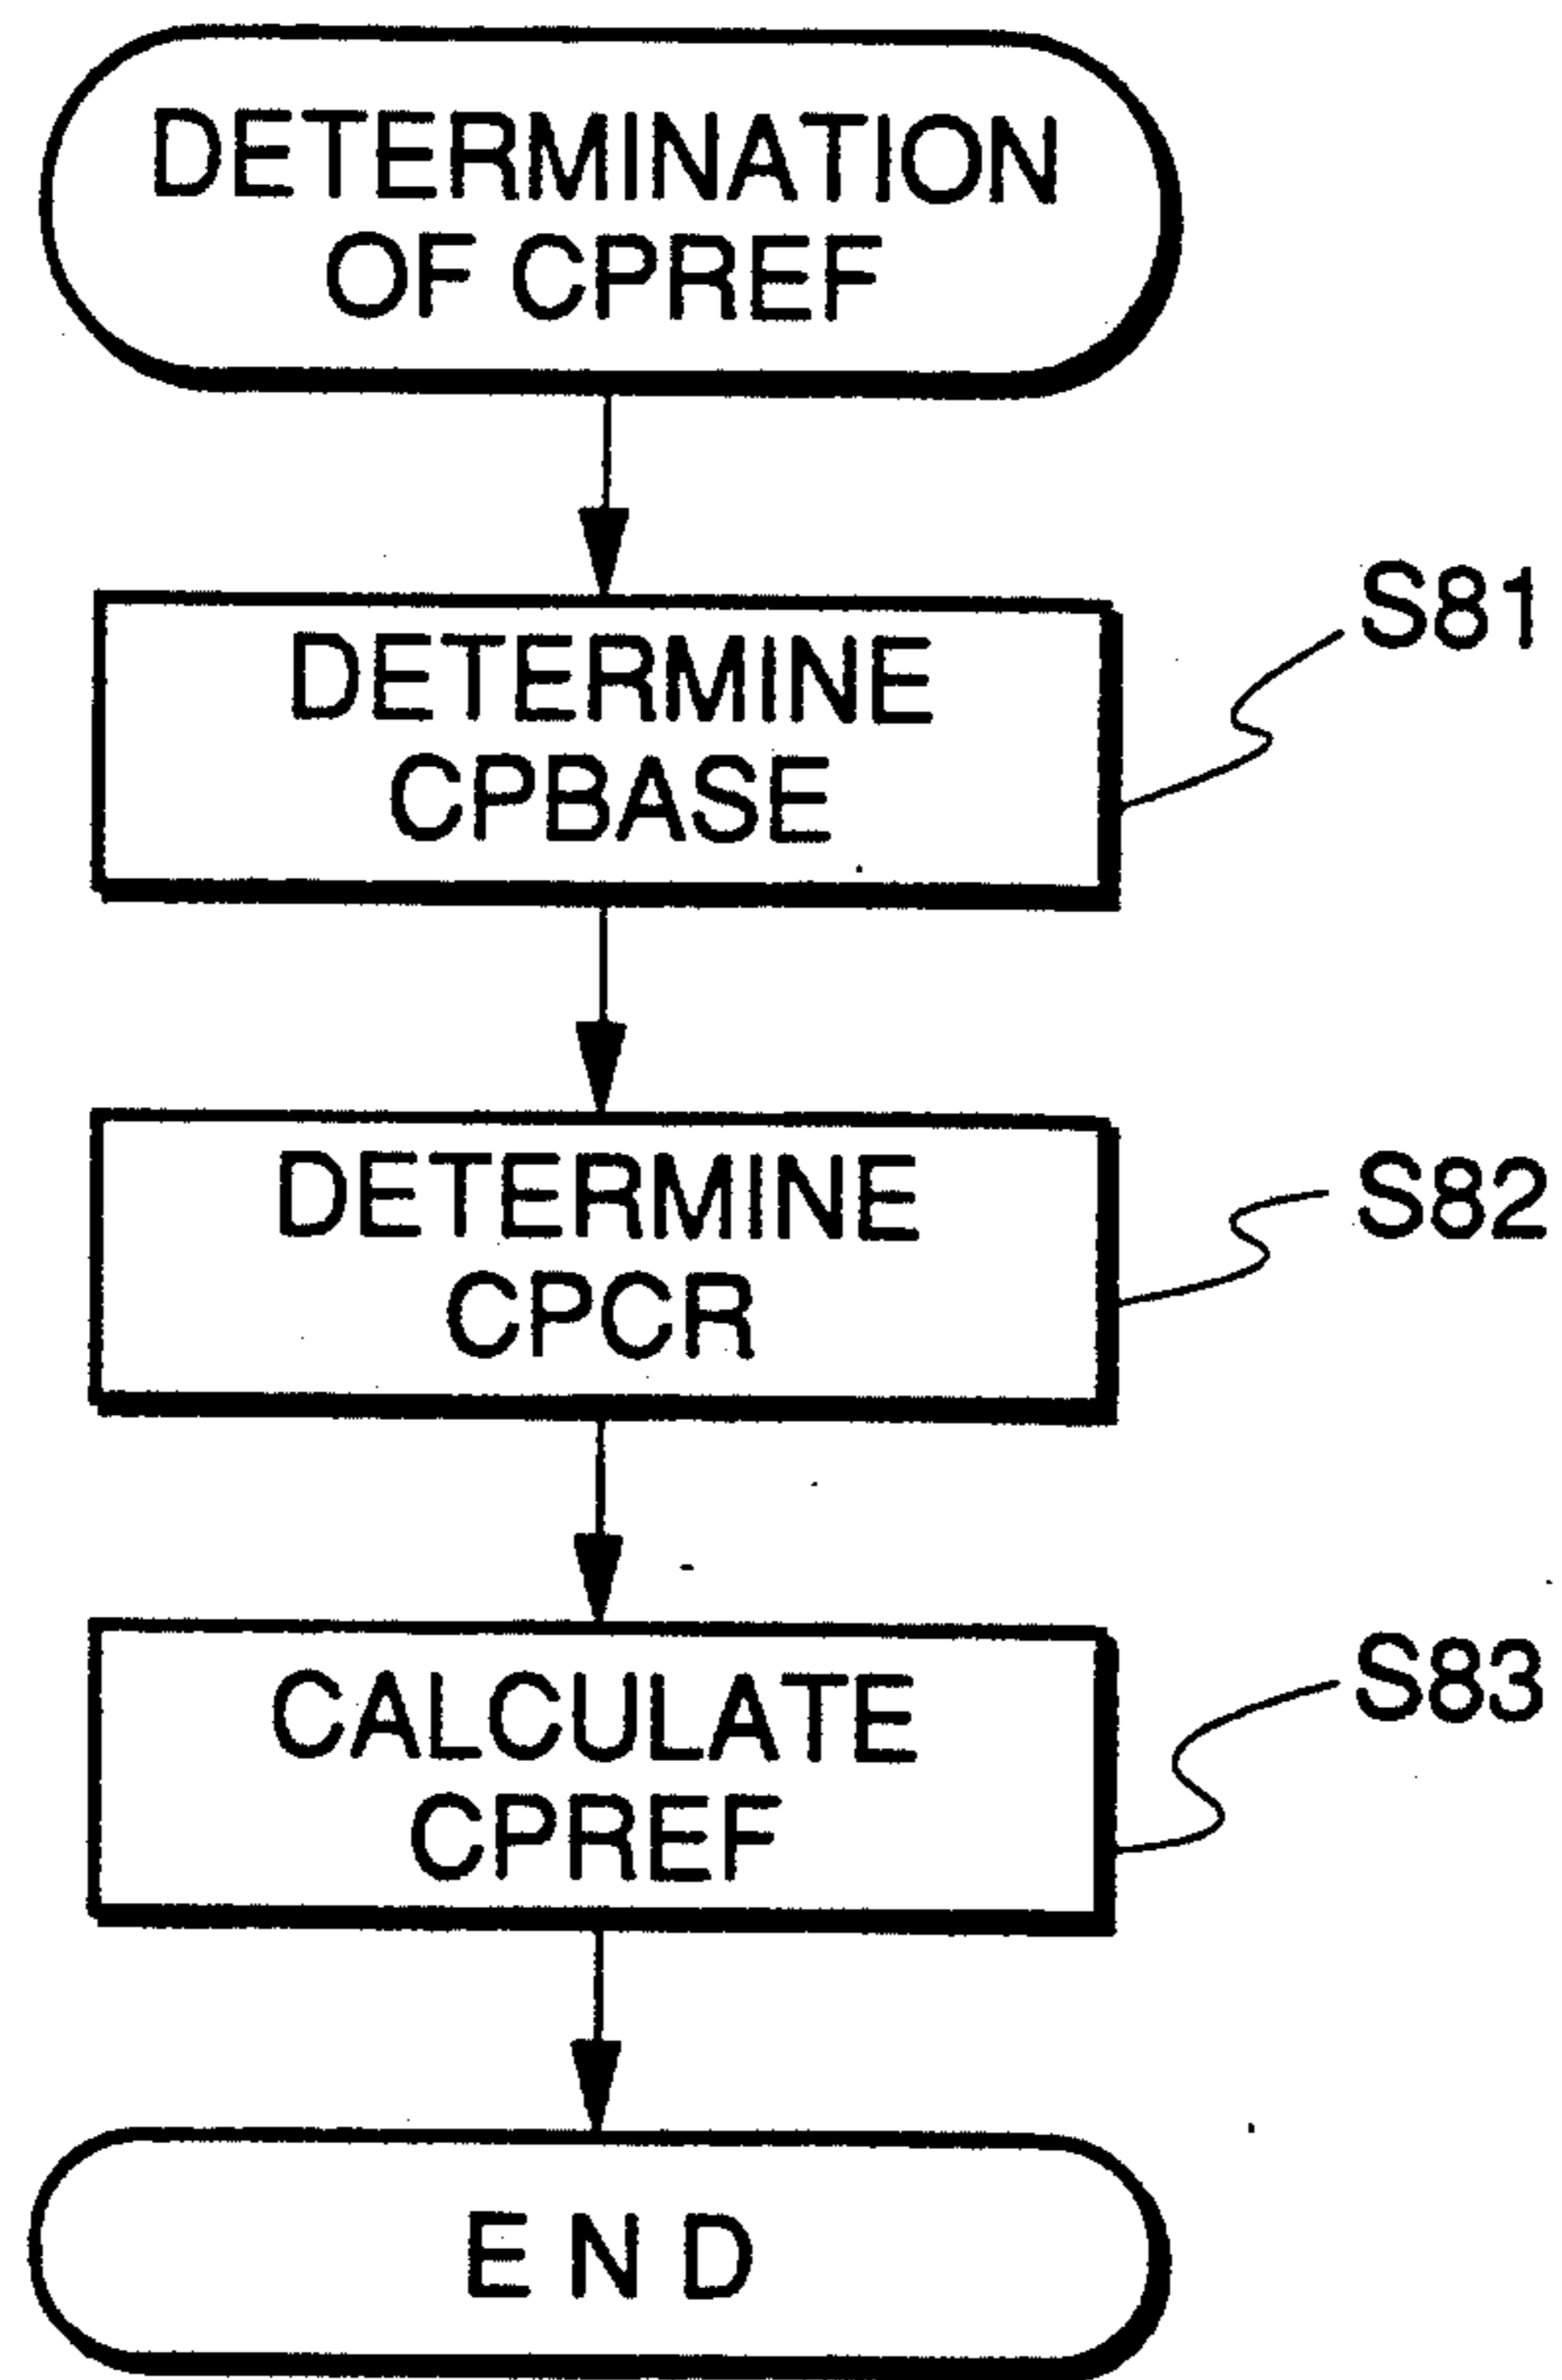 DETERMINATION
OF CPREF
S81
DETERMINE
CPBASE
S82
DETERMINE
CPCR
S83
CALCULATE
CPREF
END